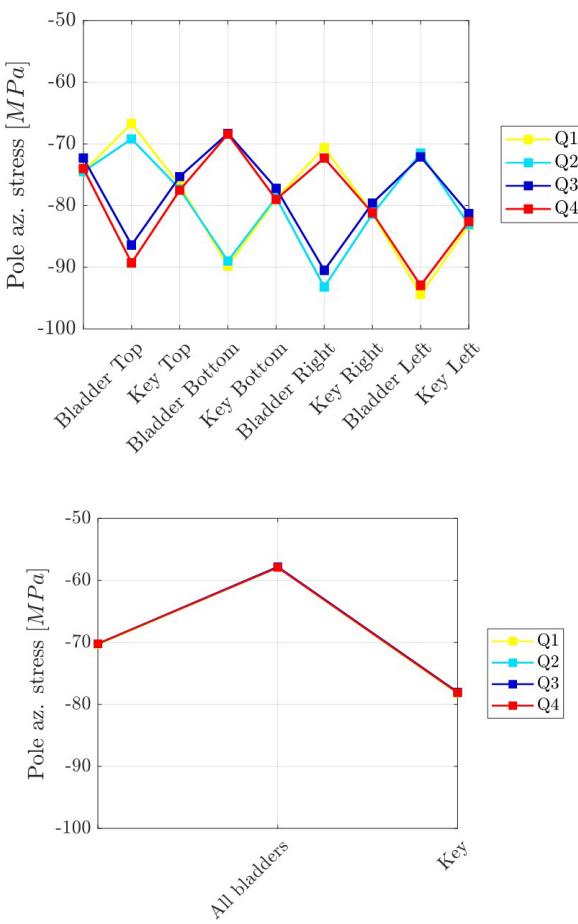 -50
-60
-70
-80
-90
-100
Pole az. stress [MPa]
Bladder Top
Key Top
Bladder Bottom
Key Bottom
Bladder Right
Key Right
Bladder Left
Key Left
Q1
Q2
Q3
Q4
-50
-60
-70
-80
-90
-100
Pole az. stress [MPa]
All bladders
Key
Q1
Q2
Q3
Q4